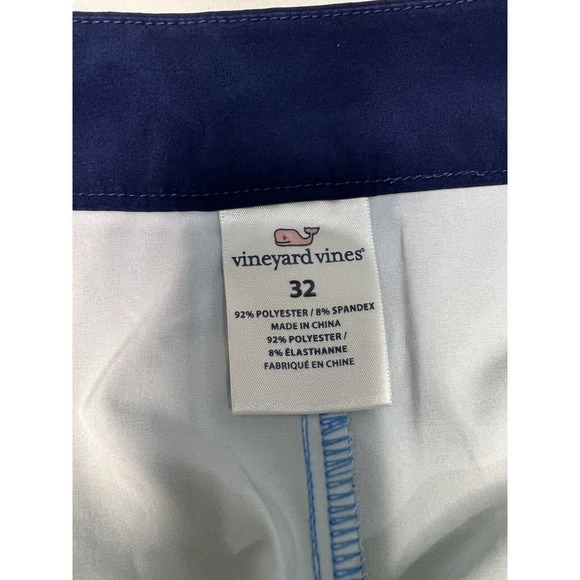 vineyard vines®
32
92% POLYESTER / 8% SPANDEX
MADE IN CHINA
92% POLYESTER /
8% ÉLASTHANNE
FABRIQUÉ EN CHINE